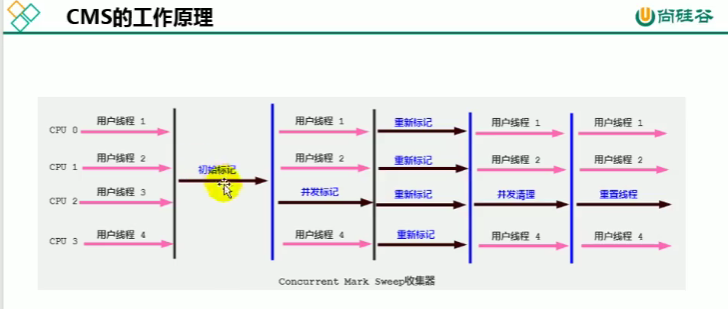 CMS的工作原理
尚硅谷
CPU 0 用户线程 1 用户线程 1 重新标记 用户线程 1 用户线程 1
初始标记
CPU 1 用户线程 2 用户线程 2 重新标记 用户线程 2 用户线程 2
CPU 2 用户线程 3 并发标记 重新标记 并发清理 重置线程
CPU 3 用户线程 4 用户线程 4 重新标记 用户线程 4 用户线程 4
Concurrent Mark Sweep收集器